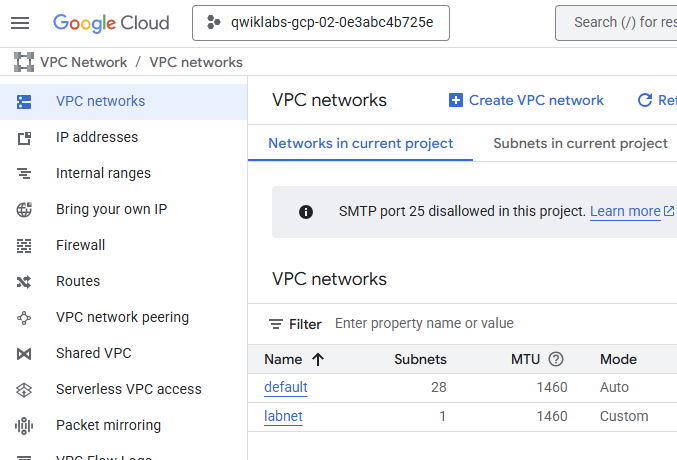 Google Cloud
qwiklabs-gcp-02-0e3abc4b725e
Search (/) for res
VPC Network / VPC networks
VPC networks
IP addresses
Internal ranges
Bring your own IP
Firewall
Routes
VPC network peering
Shared VPC
Serverless VPC access
Packet mirroring
VPC Flow Logs
VPC networks
Create VPC network
Ref
Networks in current project
Subnets in current project
SMTP port 25 disallowed in this project. Learn more
VPC networks
Filter Enter property name or value
Name Subnets MTU Mode
default 28 1460 Auto
labnet 1 1460 Custom